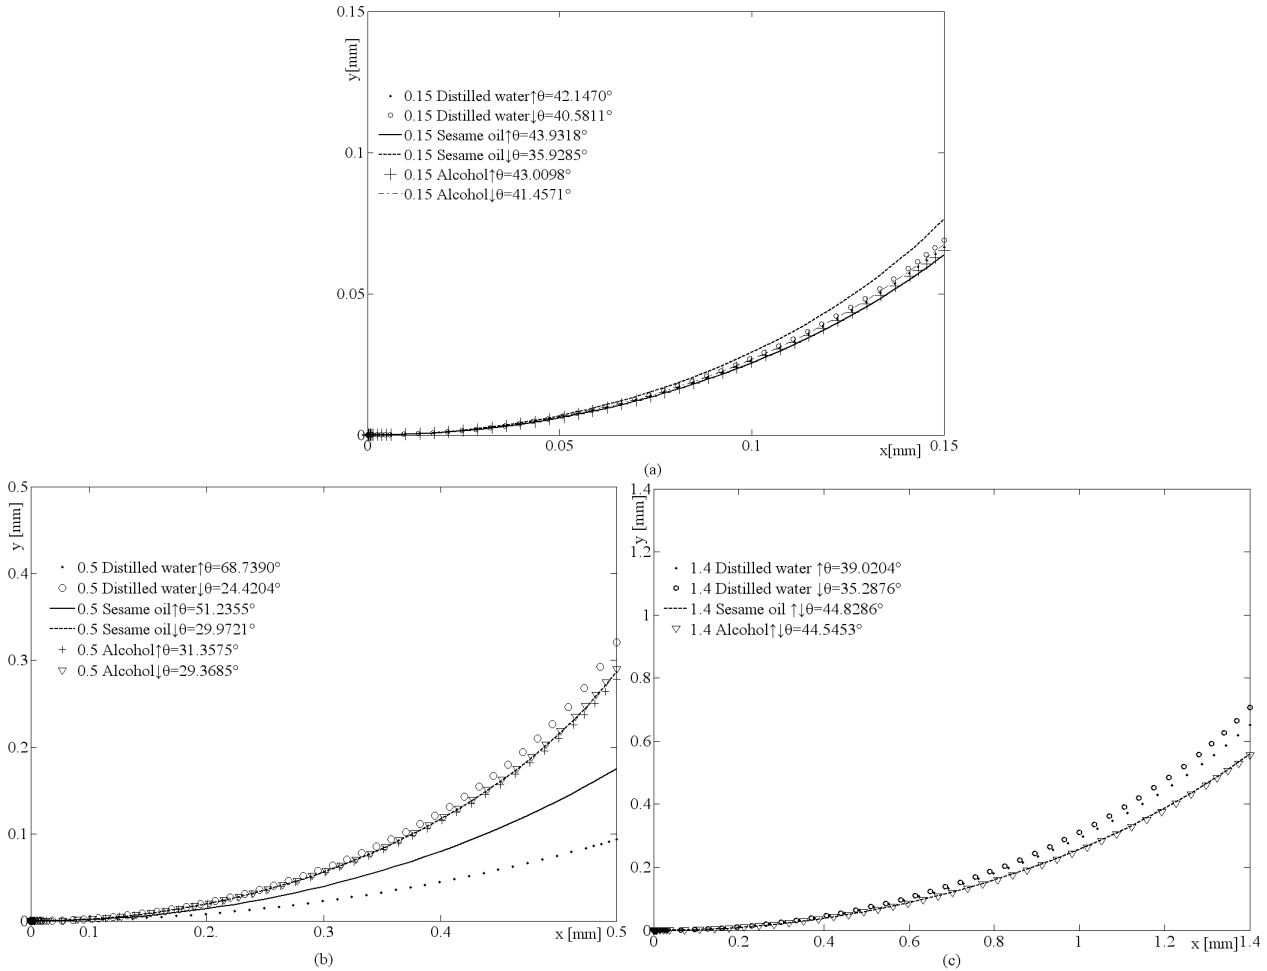 0.15
y[mm]
0.15 Distilled water↑θ=42.1470°
0.15 Distilled water↓θ=40.5811°
0.15 Sesame oil↑θ=43.9318°
0.15 Sesame oil↓θ=35.9285°
0.15 Alcohol↑θ=43.0098°
0.15 Alcohol↓θ=41.4571°
0.1
0.05
0
0 0.05 0.1 0.15
x[mm]
(a)
0.5
y [mm]
0.5 Distilled water↑θ=68.7390°
0.5 Distilled water↓θ=24.4204°
0.5 Sesame oil↑θ=51.2355°
0.5 Sesame oil↓θ=29.9721°
0.5 Alcohol↑θ=31.3575°
0.5 Alcohol↓θ=29.3685°
0.4
0.3
0.2
0.1
0
0 0.1 0.2. 0.3 0.4 x [mm] 0.5
(b)
1.4
y [mm]
1.2
1.4 Distilled water ↑θ=39.0204°
1.4 Distilled water ↓θ=35.2876°
1.4 Sesame oil ↑↓θ=44.8286°
1.4 Alcohol↑↓θ=44.5453°
1
0.8
0.6
0.4
0.2
0
0 0.2 0.4 0.6 0.8 1 1.2 x [mm] 1.4
(c)